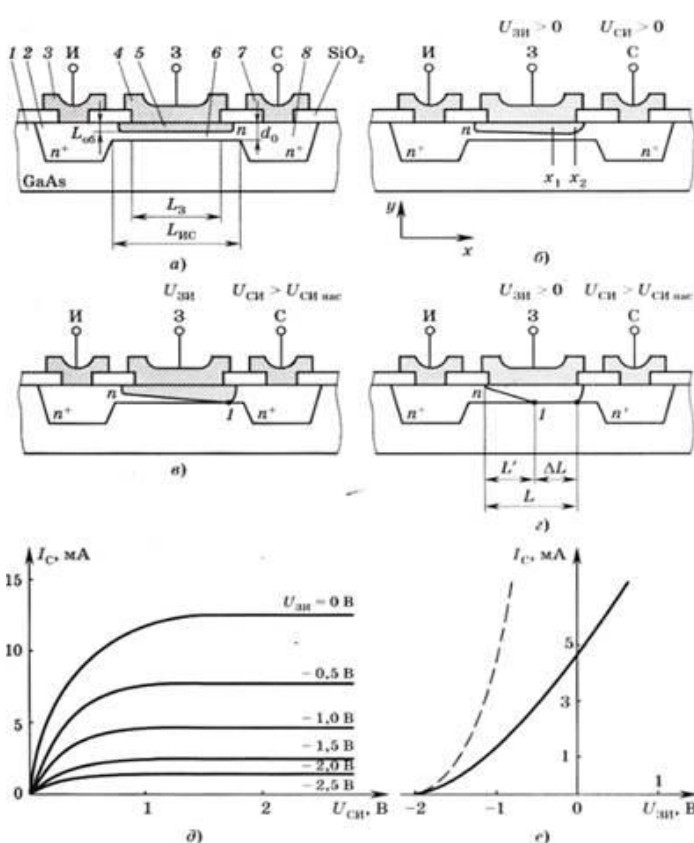 1 2 3 И 4 5 З 6 7 С 8 SiO₂
Lоб n d₀
n⁺ n⁺
GaAs
Lз
Lис
а)
Uзи > 0 Uси > 0
И З С
n
n⁺ n⁺
x₁ x₂
y
x
б)
Uзи Uси > Uси нас
И З С
n
n⁺ 1 n⁺
в)
Uзи > 0 Uси > Uси нас
И З С
n
n⁺ 1 n⁺
L' ΔL
L
г)
Iс, мА
15
Uзи = 0 В
10
– 0,5 В
5
– 1,0 В
– 1,5 В
– 2,0 В
– 2,5 В
0
1 2 Uси, В
д)
Iс, мА
5
3
1
–2 –1 0 1
Uзи, В
е)